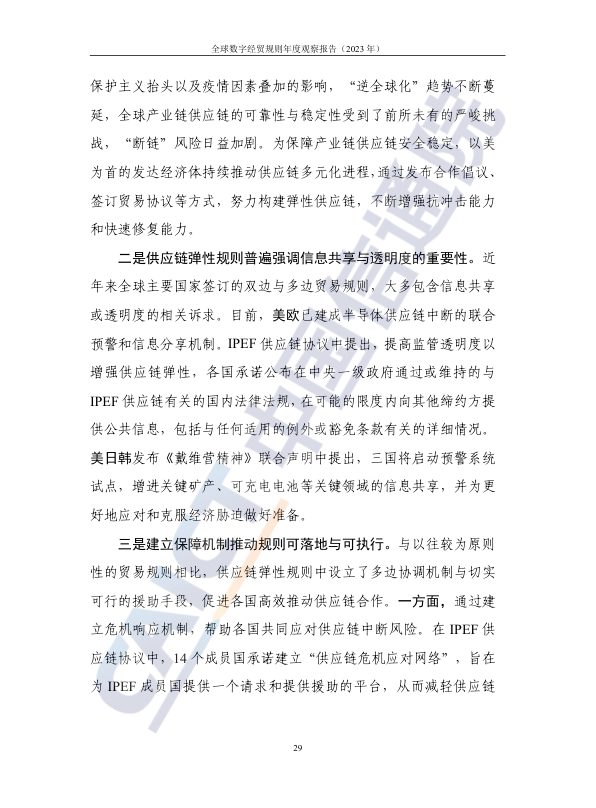 全球数字经贸规则年度观察报告（2023 年）
保护主义抬头以及疫情因素叠加的影响，“逆全球化”趋势不断蔓
延，全球产业链供应链的可靠性与稳定性受到了前所未有的严峻挑
战，“断链”风险日益加剧。为保障产业链供应链安全稳定，以美
为首的发达经济体持续推动供应链多元化进程，通过发布合作倡议、
签订贸易协议等方式，努力构建弹性供应链，不断增强抗冲击能力
和快速修复能力。
二是供应链弹性规则普遍强调信息共享与透明度的重要性。近
年来全球主要国家签订的双边与多边贸易规则，大多包含信息共享
或透明度的相关诉求。目前，美欧已建成半导体供应链中断的联合
预警和信息分享机制。IPEF 供应链协议中提出，提高监管透明度以
增强供应链弹性，各国承诺公布在中央一级政府通过或维持的与
IPEF 供应链有关的国内法律法规，在可能的限度内向其他缔约方提
供公共信息，包括与任何适用的例外或豁免条款有关的详细情况。
美日韩发布《戴维营精神》联合声明中提出，三国将启动预警系统
试点，增进关键矿产、可充电电池等关键领域的信息共享，并为更
好地应对和克服经济胁迫做好准备。
三是建立保障机制推动规则可落地与可执行。与以往较为原则
性的贸易规则相比，供应链弹性规则中设立了多边协调机制与切实
可行的援助手段，促进各国高效推动供应链合作。一方面，通过建
立危机响应机制，帮助各国共同应对供应链中断风险。在 IPEF 供
应链协议中，14 个成员国承诺建立“供应链危机应对网络”，旨在
为 IPEF 成员国提供一个请求和提供援助的平台，从而减轻供应链
29
CAICT 中国信通院